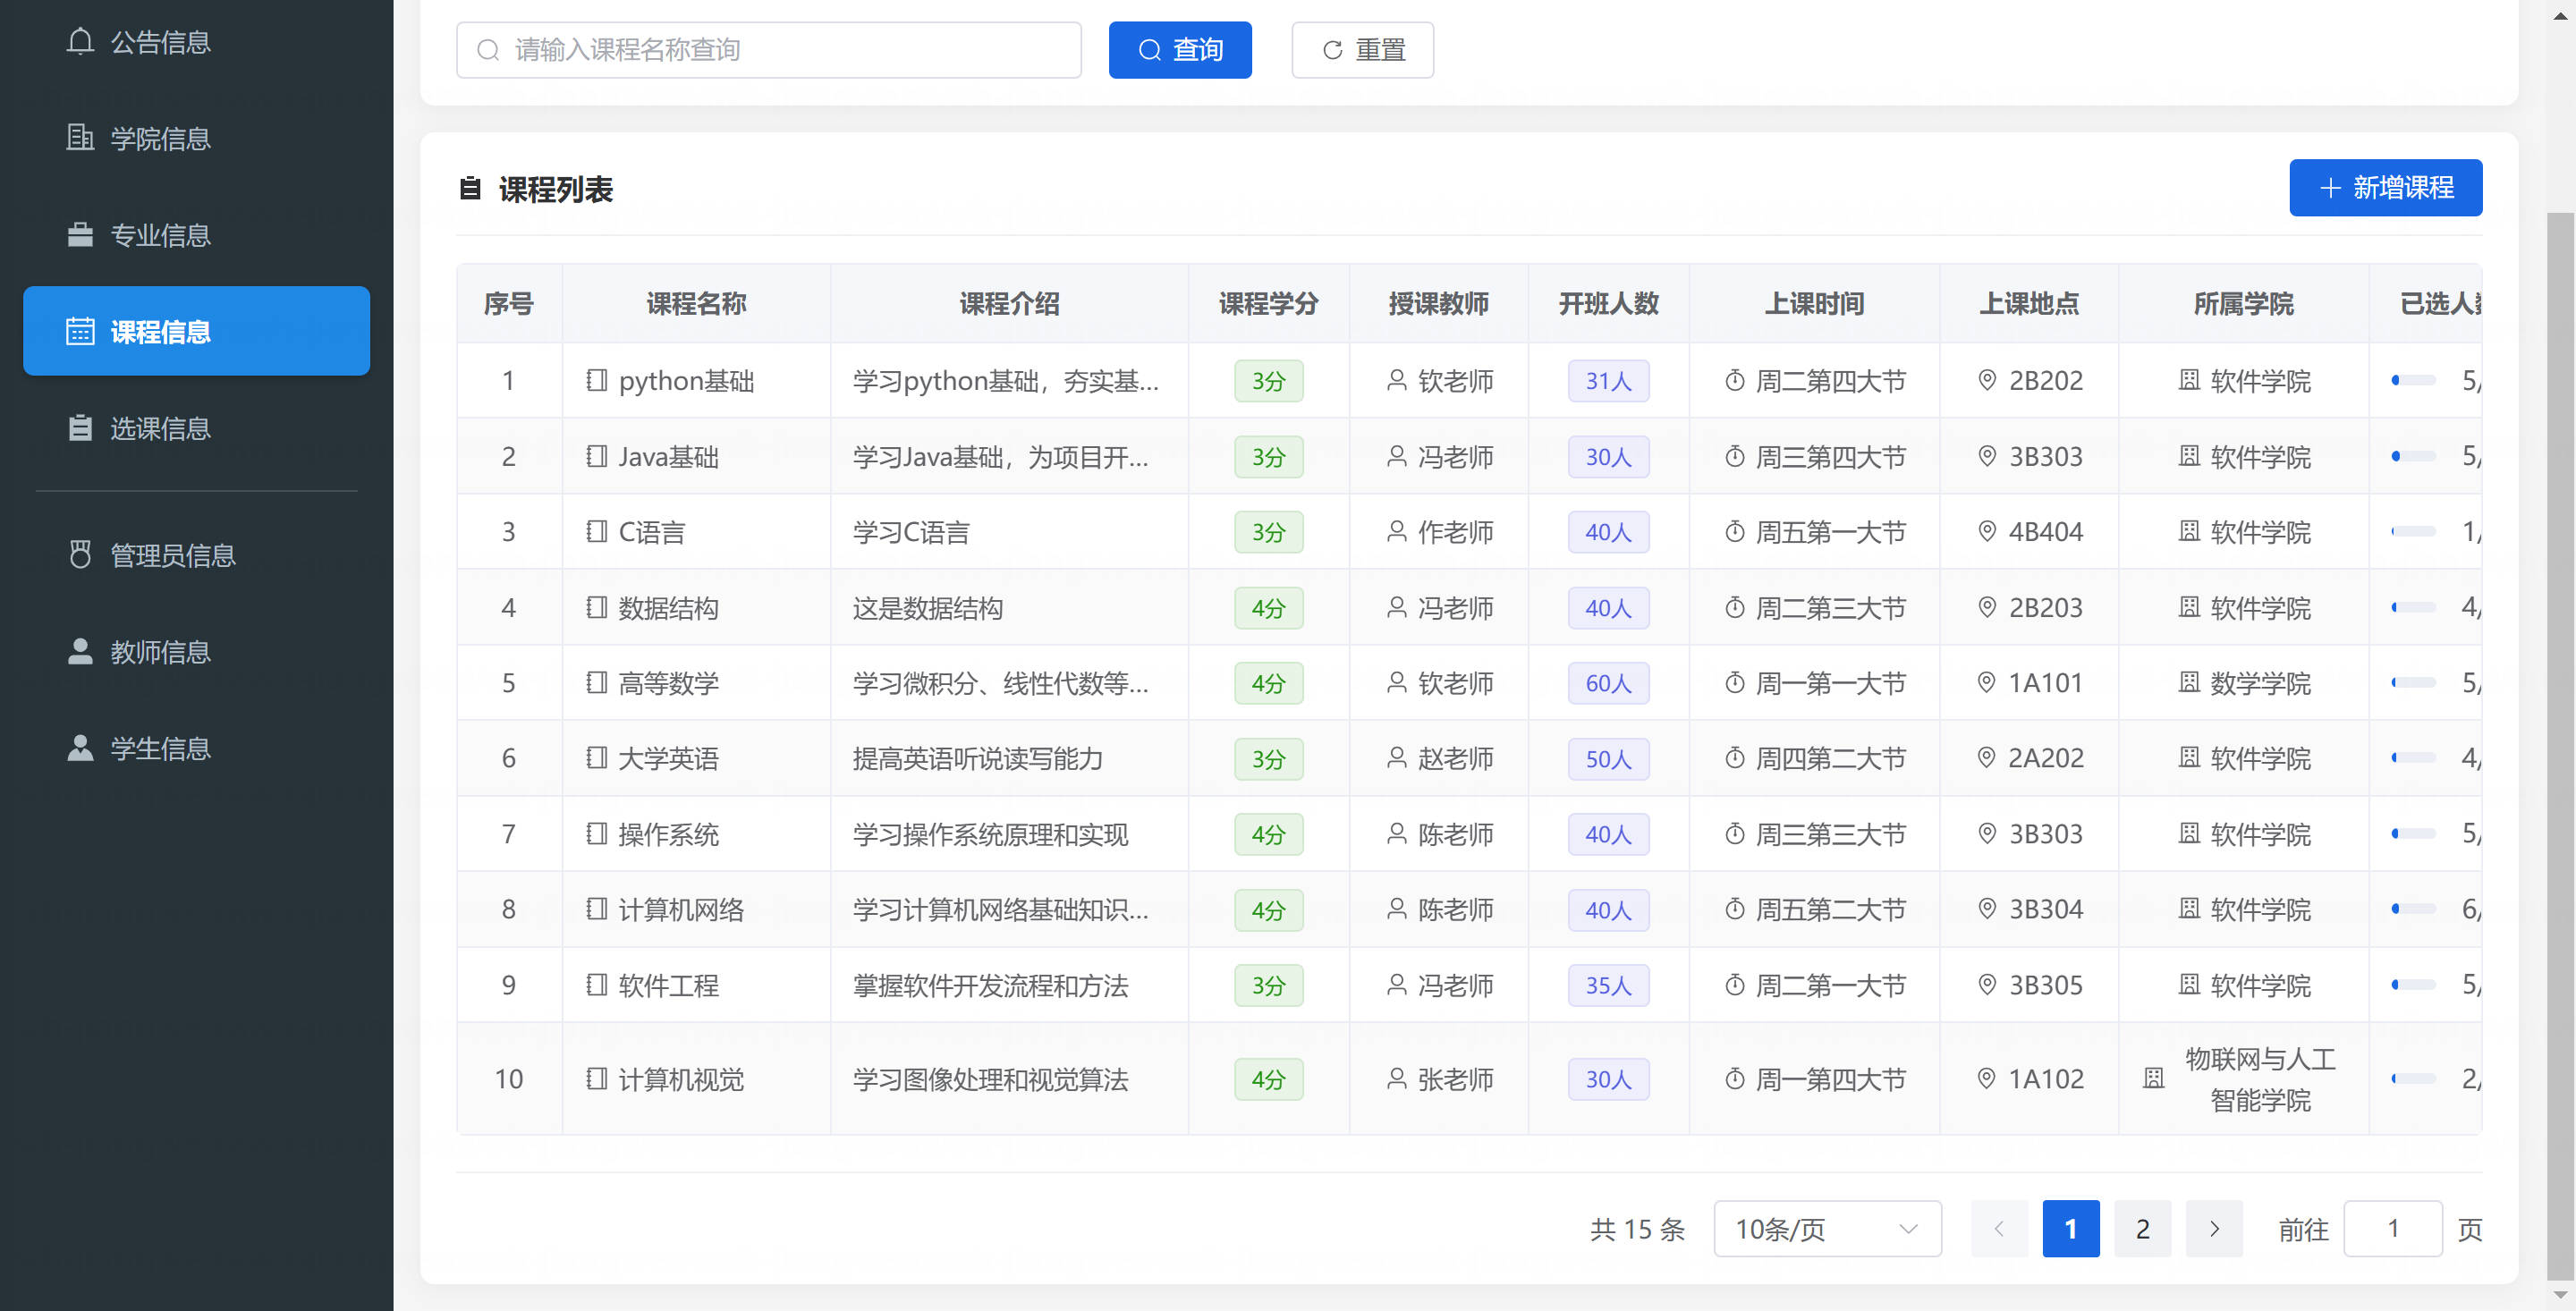 公告信息
学院信息
专业信息
课程信息
选课信息
管理员信息
教师信息
学生信息
请输入课程名称查询 查询 重置
课程列表 新增课程
序号 课程名称 课程介绍 课程学分 授课教师 开班人数 上课时间 上课地点 所属学院 已选人
1 python基础 学习python基础，夯实基... 3分 钦老师 31人 周二第四大节 2B202 软件学院 5/
2 Java基础 学习Java基础，为项目开... 3分 冯老师 30人 周三第四大节 3B303 软件学院 5/
3 C语言 学习C语言 3分 作老师 40人 周五第一大节 4B404 软件学院 1/
4 数据结构 这是数据结构 4分 冯老师 40人 周二第三大节 2B203 软件学院 4/
5 高等数学 学习微积分、线性代数等... 4分 钦老师 60人 周一第一大节 1A101 数学学院 5/
6 大学英语 提高英语听说读写能力 3分 赵老师 50人 周四第二大节 2A202 软件学院 4/
7 操作系统 学习操作系统原理和实现 4分 陈老师 40人 周三第三大节 3B303 软件学院 5/
8 计算机网络 学习计算机网络基础知识... 4分 陈老师 40人 周五第二大节 3B304 软件学院 6/
9 软件工程 掌握软件开发流程和方法 3分 冯老师 35人 周二第一大节 3B305 软件学院 5/
10 计算机视觉 学习图像处理和视觉算法 4分 张老师 30人 周一第四大节 1A102 物联网与人工
智能学院 2/
共 15 条 10条/页 1 2 前往 1 页